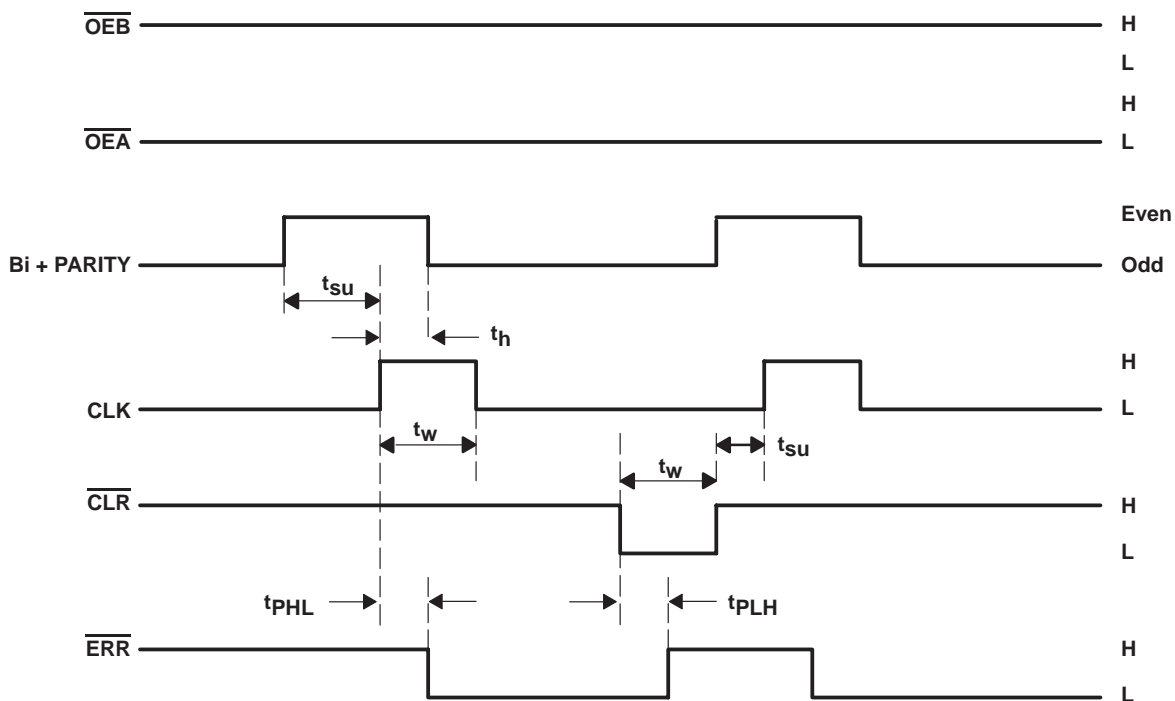 OEB H
L
H
OEA L
Even
Bi + PARITY Odd
tsu
th
H
CLK L
tw tsu
tw
CLR H
L
tPHL tPLH
ERR H
L